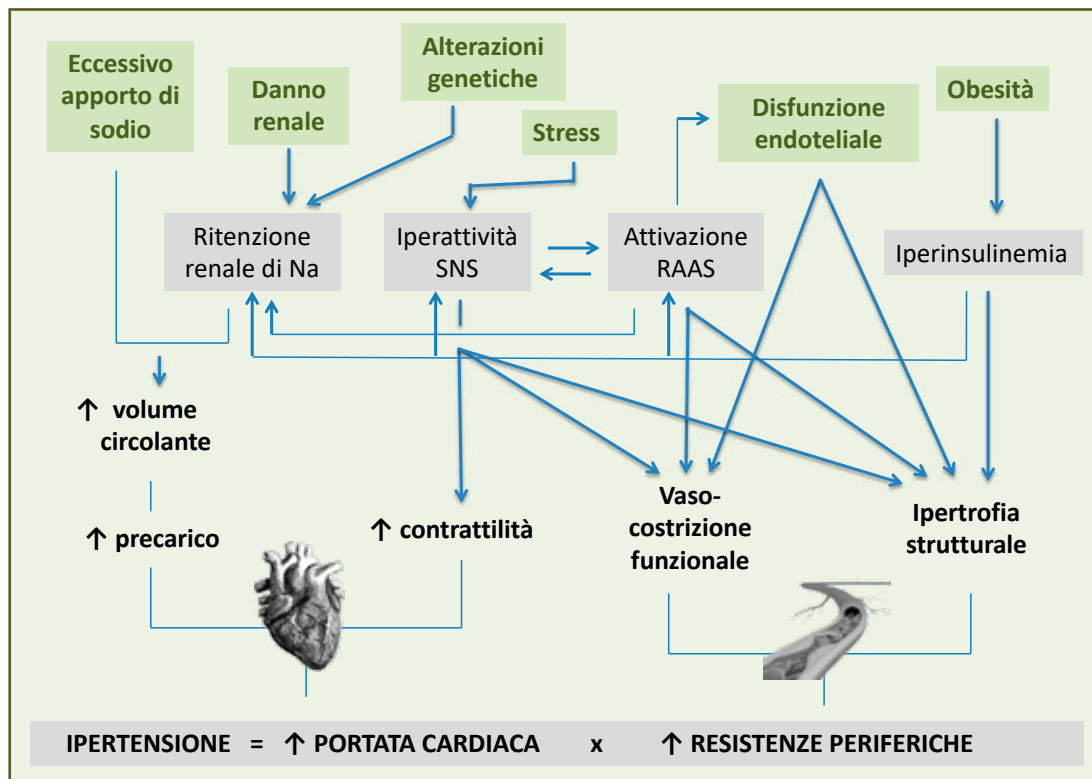 Eccessivo
apporto di
sodio
Danno
renale
Alterazioni
genetiche
Stress
Disfunzione
endoteliale
Obesità
Ritenzione
renale di Na
Iperattività
SNS
Attivazione
RAAS
Iperinsulinemia
↑ volume
circolante
↑ precarico
↑ contrattilità
Vaso-
costrizione
funzionale
Ipertrofia
strutturale
IPERTENSIONE = ↑ PORTATA CARDIACA x ↑ RESISTENZE PERIFERICHE